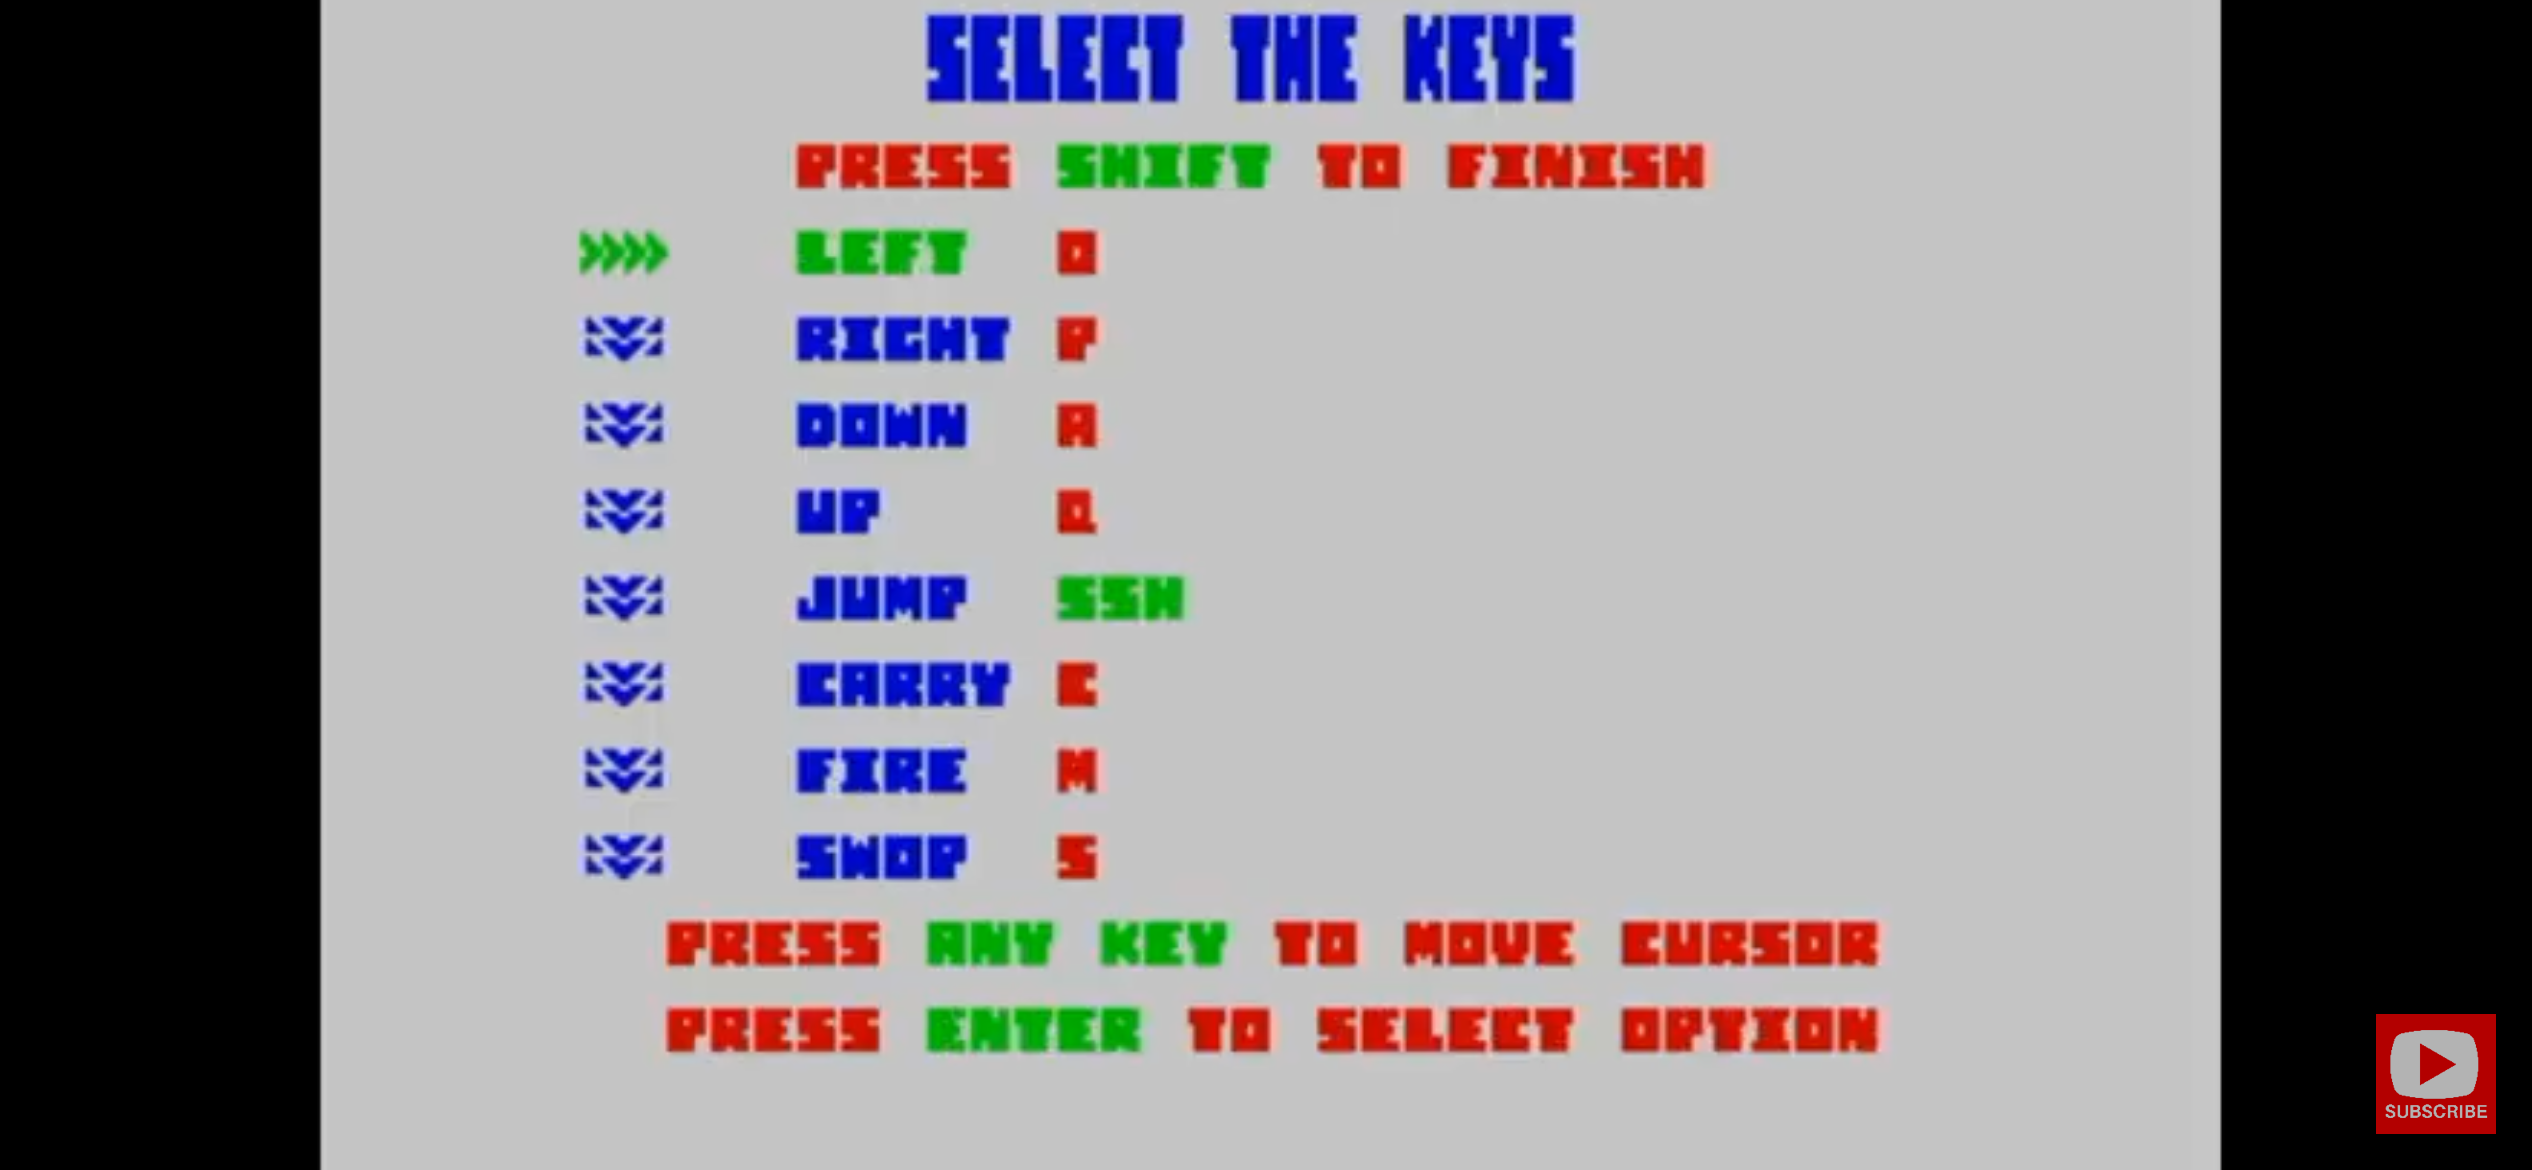 SELECT THE KEYS
PRESS SHIFT TO FINISH
LEFT O
RIGHT P
DOWN A
UP Q
JUMP SSH
CARRY C
FIRE M
SWOP S
PRESS ANY KEY TO MOVE CURSOR
PRESS ENTER TO SELECT OPTION
SUBSCRIBE